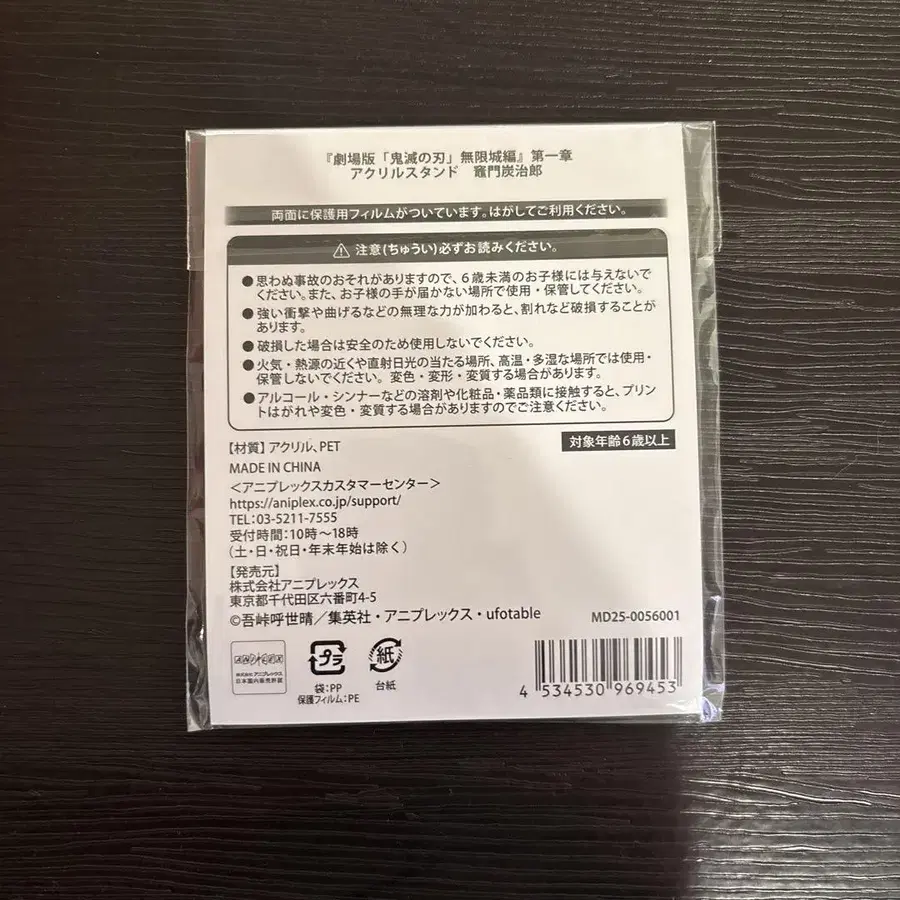 『劇場版「鬼滅の刃」無限城編』第一章
アクリルスタンド　竈門炭治郎
両面に保護用フィルムがついています。はがしてご利用ください。
注意(ちゅうい)必ずお読みください。
●思わぬ事故のおそれがありますので、6歳未満のお子様には与えないで
ください。また、お子様の手が届かない場所で使用・保管してください。
●強い衝撃や曲げるなどの無理な力が加わると、割れなど破損することが
あります。
●破損した場合は安全のため使用しないでください。
●火気・熱源の近くや直射日光の当たる場所、高温・多湿な場所では使用・
保管しないでください。変色・変形・変質する場合があります。
●アルコール・シンナーなどの溶剤や化粧品・薬品類に接触すると、プリン
トはがれや変色・変質する場合がありますのでご注意ください。
【材質】アクリル、PET
対象年齢6歳以上
MADE IN CHINA
＜アニプレックスカスタマーセンター＞
https://aniplex.co.jp/support/
TEL:03-5211-7555
受付時間:10時～18時
(土・日・祝日・年末年始は除く)
【発売元】
株式会社アニプレックス
東京都千代田区六番町4-5
©吾峠呼世晴／集英社・アニプレックス・ufotable
MD25-0056001
ANIPLEX
株式会社アニプレックス
日本国内販売許諾
プラ
袋:PP
保護フィルム:PE
紙
台紙
4 534530 969453